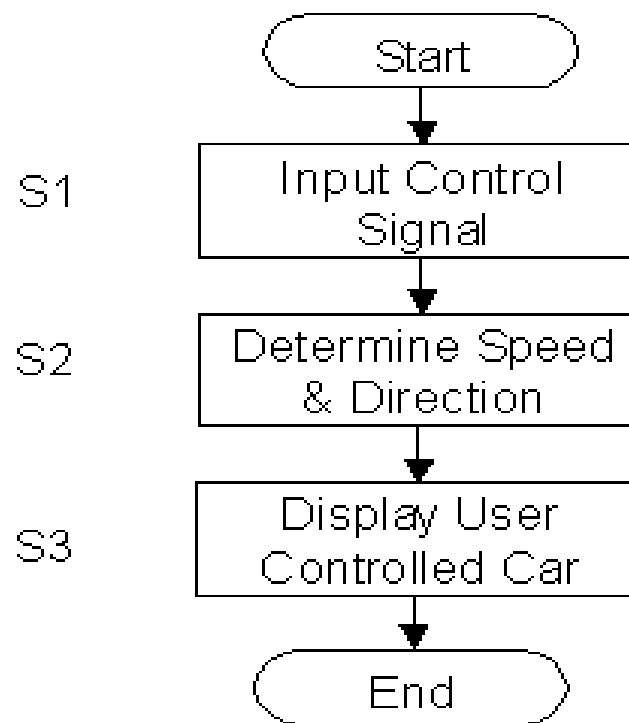 Start
S1
Input Control
Signal
S2
Determine Speed
& Direction
S3
Display User
Controlled Car
End